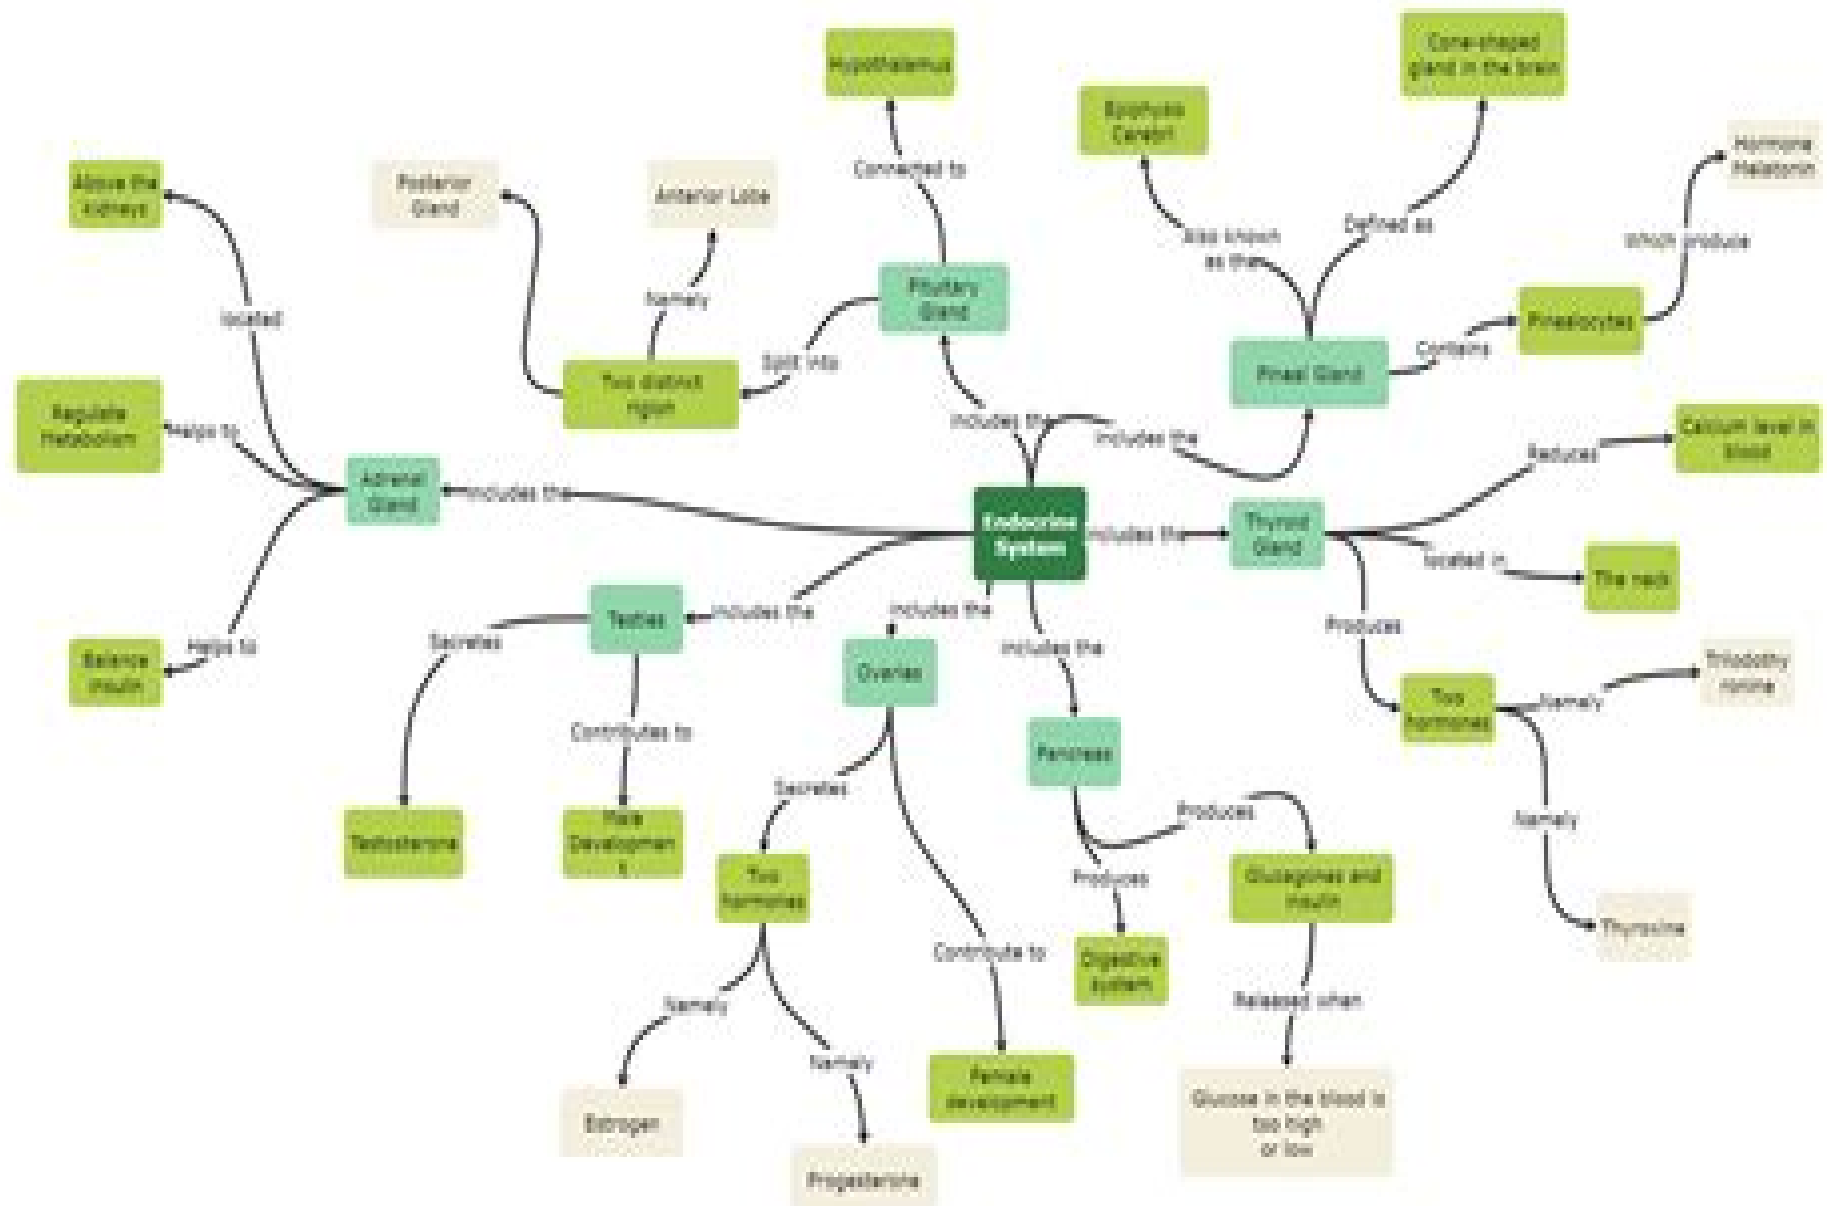 Hypothalamus
Cone-shaped
gland in the brain
Epiphysis
Cerebri
Hormone
Melatonin
Connected to
Above the
kidneys
Posterior
Gland
Anterior Lobe
Also known
as the
Defined as
Which produce
Pituitary
Gland
Namely
located
Split into
Two distinct
rigion
Pinealocytes
Contains
Pineal Gland
Regulate
Metabolism
Helps to
includes the
includes the
Reduces
Calcium level in
blood
Adrenal
Gland
includes the
Endocrine
System
includes the
Thyroid
Gland
located in
The neck
Testies
includes the
includes the
includes the
Produces
Secretes
Helps to
Balance
insulin
Ovaries
Contributes to
Pancreas
Two
hormones
Namely
Triiodothy
ronine
Secretes
Produces
Namely
Testosterone
Male
Developmen
t
Two
hormones
Produces
Glucagones and
insulin
Thyroxine
Contribute to
Digestive
system
Namely
Released when
Namely
Female
development
Estrogen
Progesterone
Glucose in the blood is
too high
or low